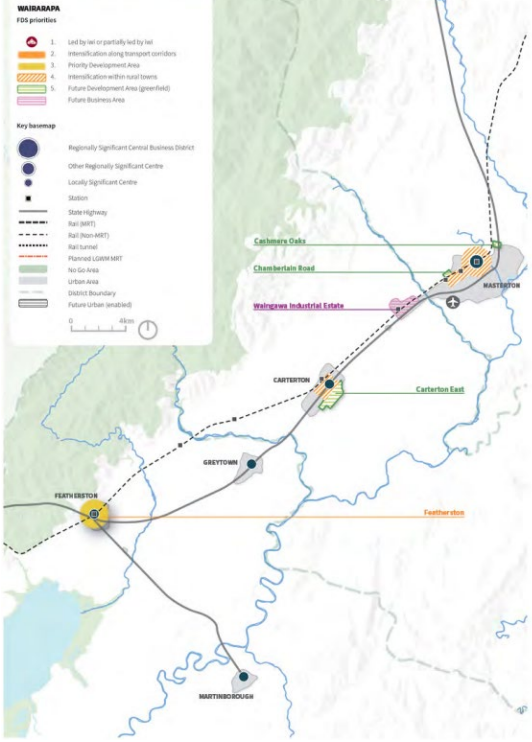 WAIRARAPA
FDS priorities
1. Led by iwi or partially led by iwi
2. Intensification along transport corridors
3. Priority Development Area
4. Intensification within rural towns
5. Future Development Area (greenfield)
Future Business Area
Key basemap
Regionally Significant Central Business District
Other Regionally Significant Centre
Locally Significant Centre
Station
State Highway
Rail (MRT)
Rail (Non-MRT)
Rail tunnel
Planned LGWM MRT
No Go Area
Urban Area
District Boundary
Future Urban (enabled)
0 4km
Cashmere Oaks
Chamberlain Road
MASTERTON
Waingawa Industrial Estate
CARTERTON
Carterton East
GREYTOWN
FEATHERSTON
Featherston
MARTINBOROUGH